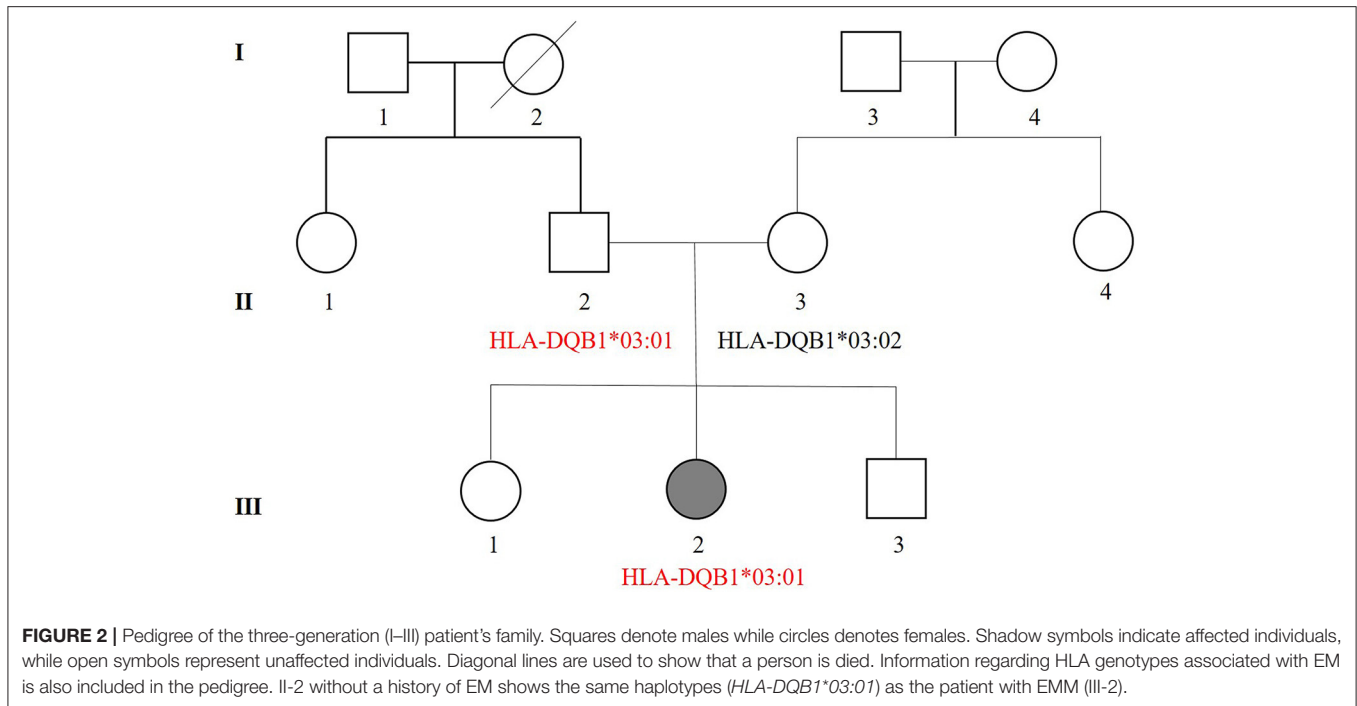 I
1
2
3
4
II
1
2
3
4
HLA-DQB1*03:01
HLA-DQB1*03:02
III
1
2
3
HLA-DQB1*03:01
FIGURE 2 | Pedigree of the three-generation (I–III) patient's family. Squares denote males while circles denotes females. Shadow symbols indicate affected individuals,
while open symbols represent unaffected individuals. Diagonal lines are used to show that a person is died. Information regarding HLA genotypes associated with EM
is also included in the pedigree. II-2 without a history of EM shows the same haplotypes (HLA-DQB1*03:01) as the patient with EMM (III-2).